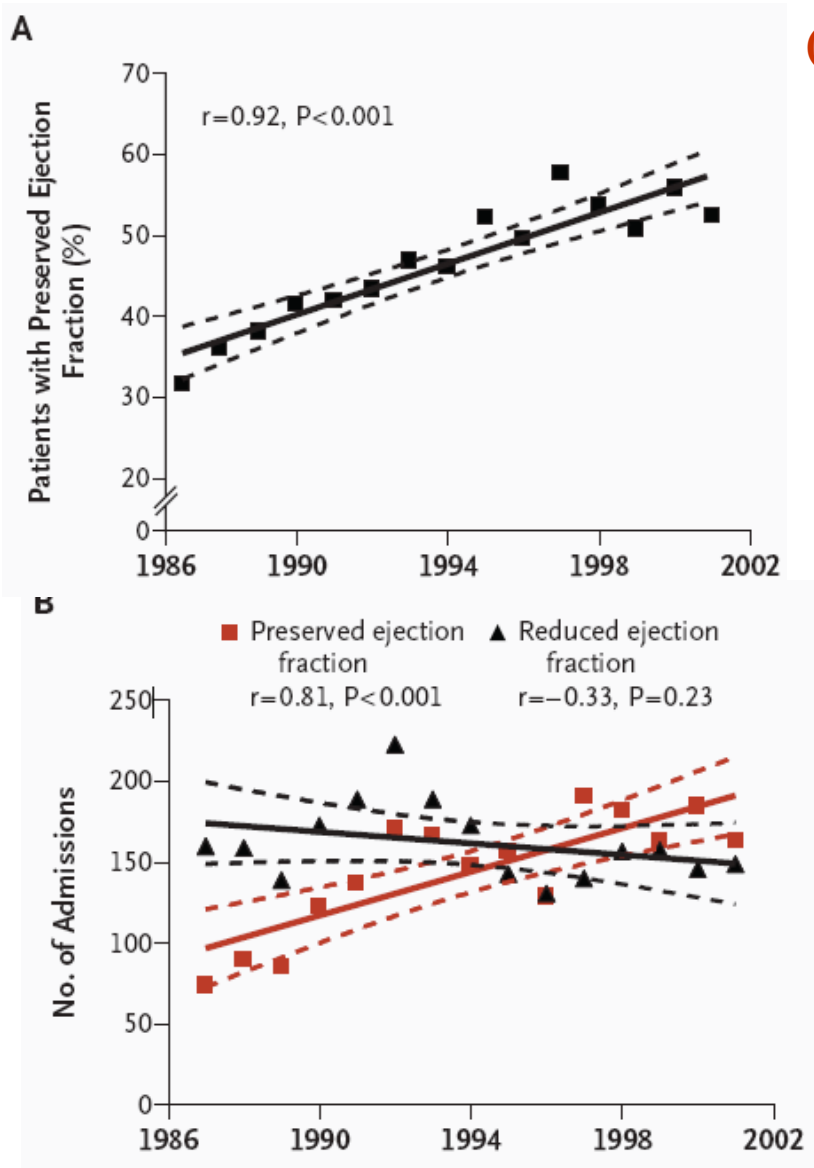 A
Patients with Preserved Ejection
Fraction (%)
70
60
50
40
30
20
0
r=0.92, P<0.001
1986 1990 1994 1998 2002
B
Preserved ejection fraction
r=0.81, P<0.001
Reduced ejection fraction
r=−0.33, P=0.23
No. of Admissions
250
200
150
100
50
0
1986 1990 1994 1998 2002